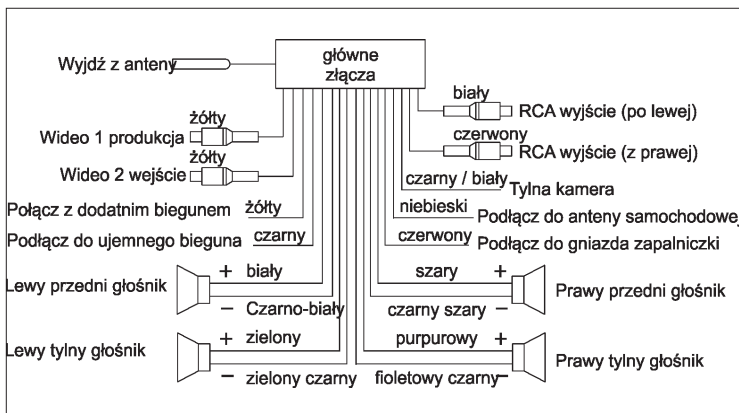 główne
złącza
Wyjdź z anteny
biały
RCA wyjście (po lewej)
żółty
Wideo 1 produkcja
czerwony
RCA wyjście (z prawej)
żółty
Wideo 2 wejście
czarny / biały
Tylna kamera
Połącz z dodatnim biegunem
żółty
niebieski
Podłącz do anteny samochodowej
Podłącz do ujemnego bieguna
czarny
czerwony
Podłącz do gniazda zapalniczki
Lewy przedni głośnik
+ biały
− Czarno-biały
szary +
czarny szary −
Prawy przedni głośnik
Lewy tylny głośnik
+ zielony
− zielony czarny
purpurowy +
fioletowy czarny −
Prawy tylny głośnik